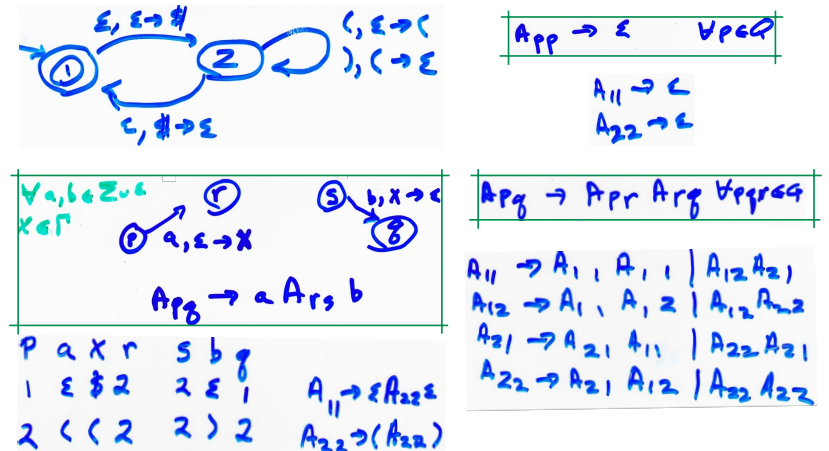 ε, ε→$
1
2
(, ε→(
), (→ε
ε, $→ε
App → ε ∀p∈Q
A11 → ε
A22 → ε
∀a,b∈Σ∪ε
x∈Γ
r
s
b, x→ε
p
a, ε→x
q
Apq → a Ars b
Apq → Apr Arq ∀pqr∈Q
A11 → A11 A11 | A12 A21
A12 → A11 A12 | A12 A22
A21 → A21 A11 | A22 A21
A22 → A21 A12 | A22 A22
p a x r s b q
1 ε $ 2 2 ε 1 A11 → εA22ε
2 ( ( 2 2 ) 2 A22 → (A22)